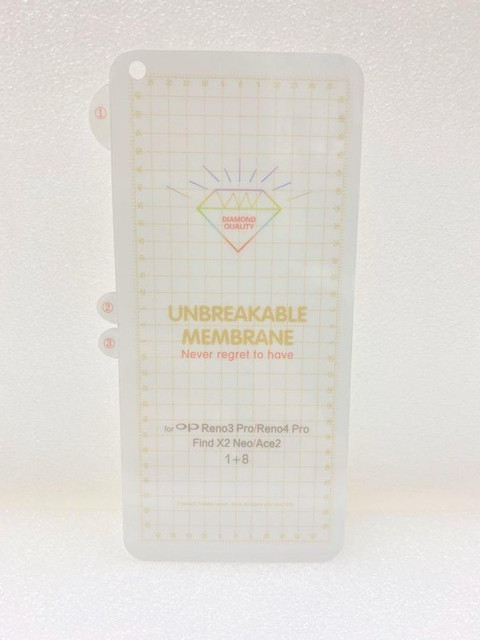 ①
DIAMOND
QUALITY
②
UNBREAKABLE
MEMBRANE
③
Never regret to have
for OP Reno3 Pro/Reno4 Pro
Find X2 Neo/Ace2
1+8